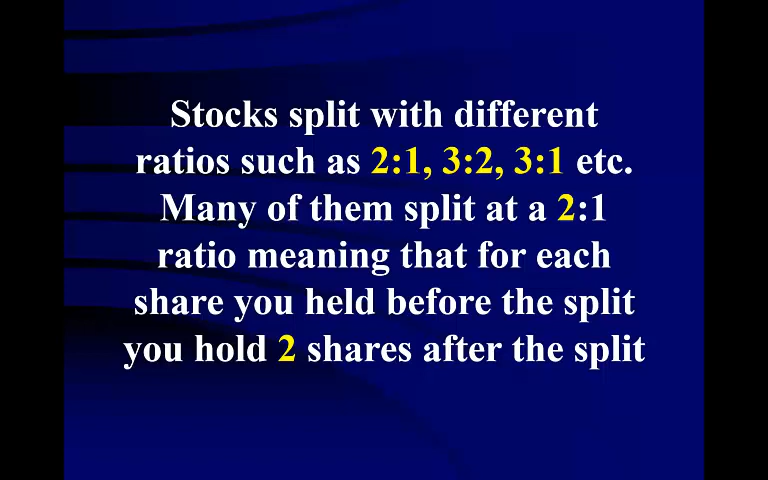 Stocks split with different
ratios such as 2:1, 3:2, 3:1 etc.
Many of them split at a 2:1
ratio meaning that for each
share you held before the split
you hold 2 shares after the split